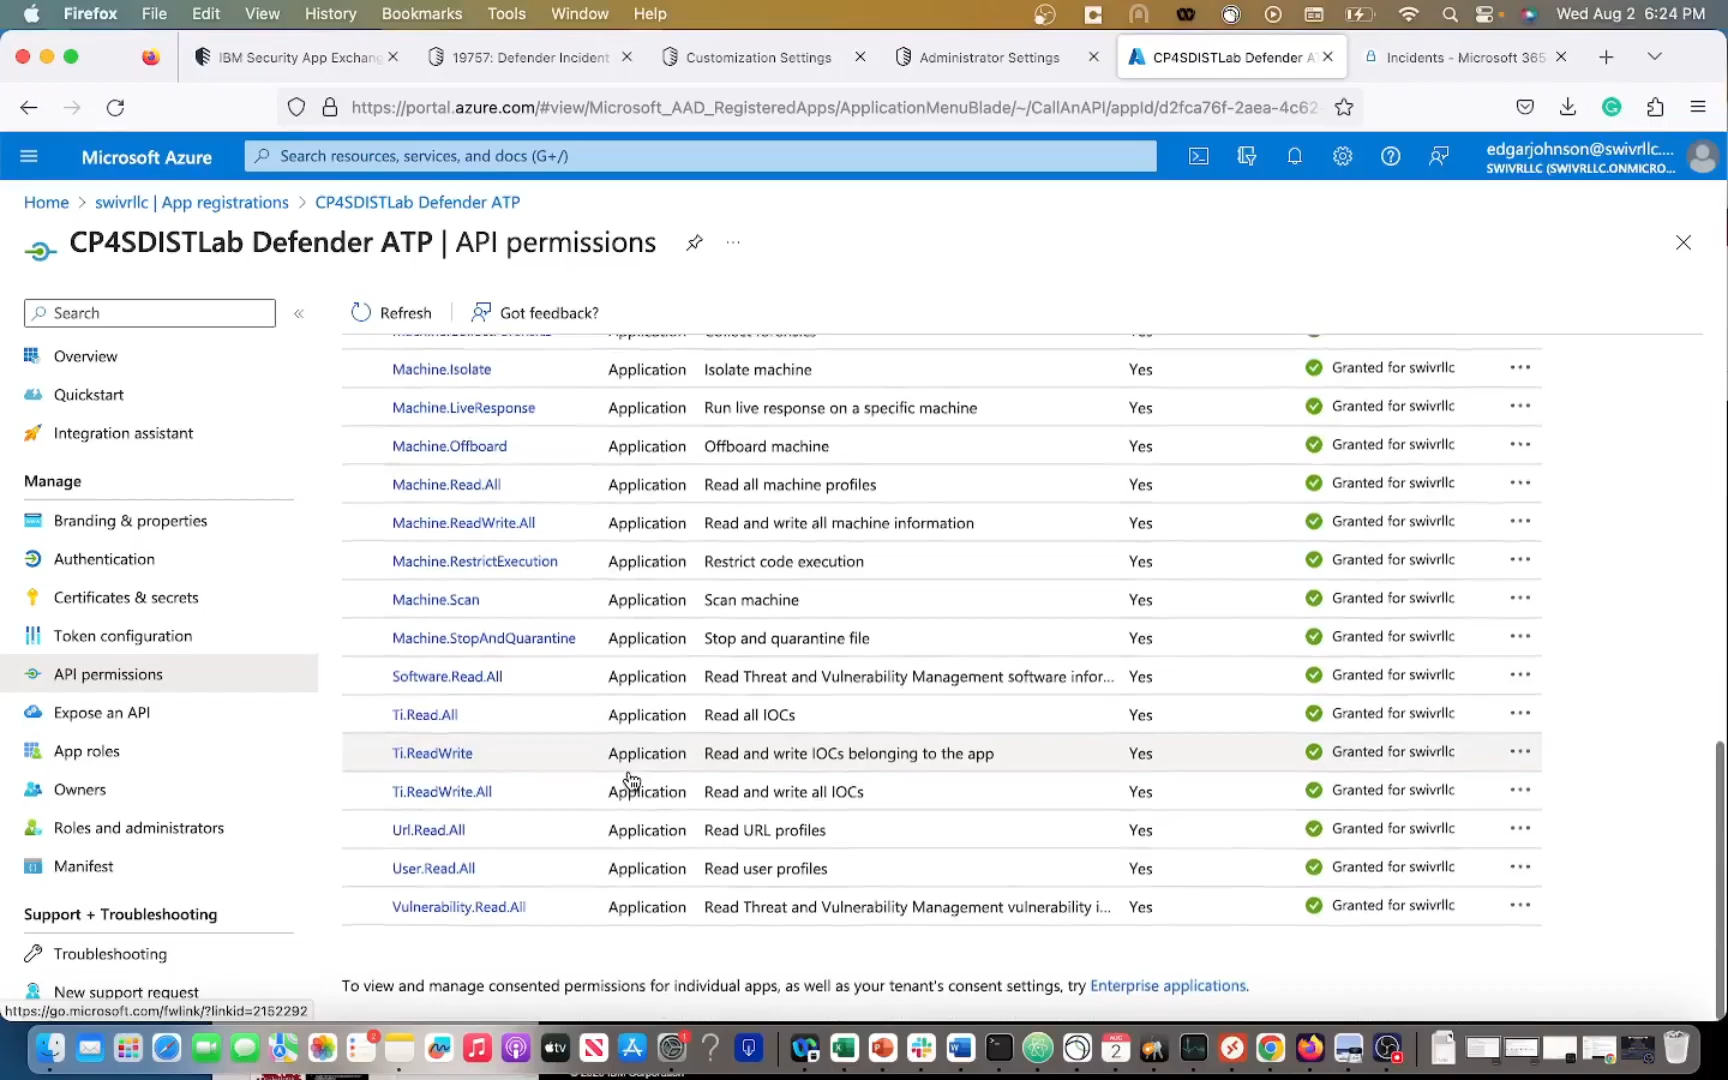 Firefox File Edit View History Bookmarks Tools Window Help Wed Aug 2 6:24 PM
IBM Security App Exchang 19757: Defender Incident Customization Settings Administrator Settings CP4SDISTLab Defender A Incidents - Microsoft 365
https://portal.azure.com/#view/Microsoft_AAD_RegisteredApps/ApplicationMenuBlade/~/CallAnAPI/appId/d2fca76f-2aea-4c62-
Microsoft Azure Search resources, services, and docs (G+/) edgarjohnson@swivrllc....
SWIVRLLC (SWIVRLLC.ONMICRO...
Home > swivrllc | App registrations > CP4SDISTLab Defender ATP
CP4SDISTLab Defender ATP | API permissions
Search
Refresh Got feedback?
Overview
Quickstart
Integration assistant
Manage
Branding & properties
Authentication
Certificates & secrets
Token configuration
API permissions
Expose an API
App roles
Owners
Roles and administrators
Manifest
Support + Troubleshooting
Troubleshooting
New support request
Machine.Isolate Application Isolate machine Yes Granted for swivrllc
Machine.LiveResponse Application Run live response on a specific machine Yes Granted for swivrllc
Machine.Offboard Application Offboard machine Yes Granted for swivrllc
Machine.Read.All Application Read all machine profiles Yes Granted for swivrllc
Machine.ReadWrite.All Application Read and write all machine information Yes Granted for swivrllc
Machine.RestrictExecution Application Restrict code execution Yes Granted for swivrllc
Machine.Scan Application Scan machine Yes Granted for swivrllc
Machine.StopAndQuarantine Application Stop and quarantine file Yes Granted for swivrllc
Software.Read.All Application Read Threat and Vulnerability Management software infor... Yes Granted for swivrllc
Ti.Read.All Application Read all IOCs Yes Granted for swivrllc
Ti.ReadWrite Application Read and write IOCs belonging to the app Yes Granted for swivrllc
Ti.ReadWrite.All Application Read and write all IOCs Yes Granted for swivrllc
Url.Read.All Application Read URL profiles Yes Granted for swivrllc
User.Read.All Application Read user profiles Yes Granted for swivrllc
Vulnerability.Read.All Application Read Threat and Vulnerability Management vulnerability i... Yes Granted for swivrllc
To view and manage consented permissions for individual apps, as well as your tenant's consent settings, try Enterprise applications.
https://go.microsoft.com/fwlink/?linkid=2152292